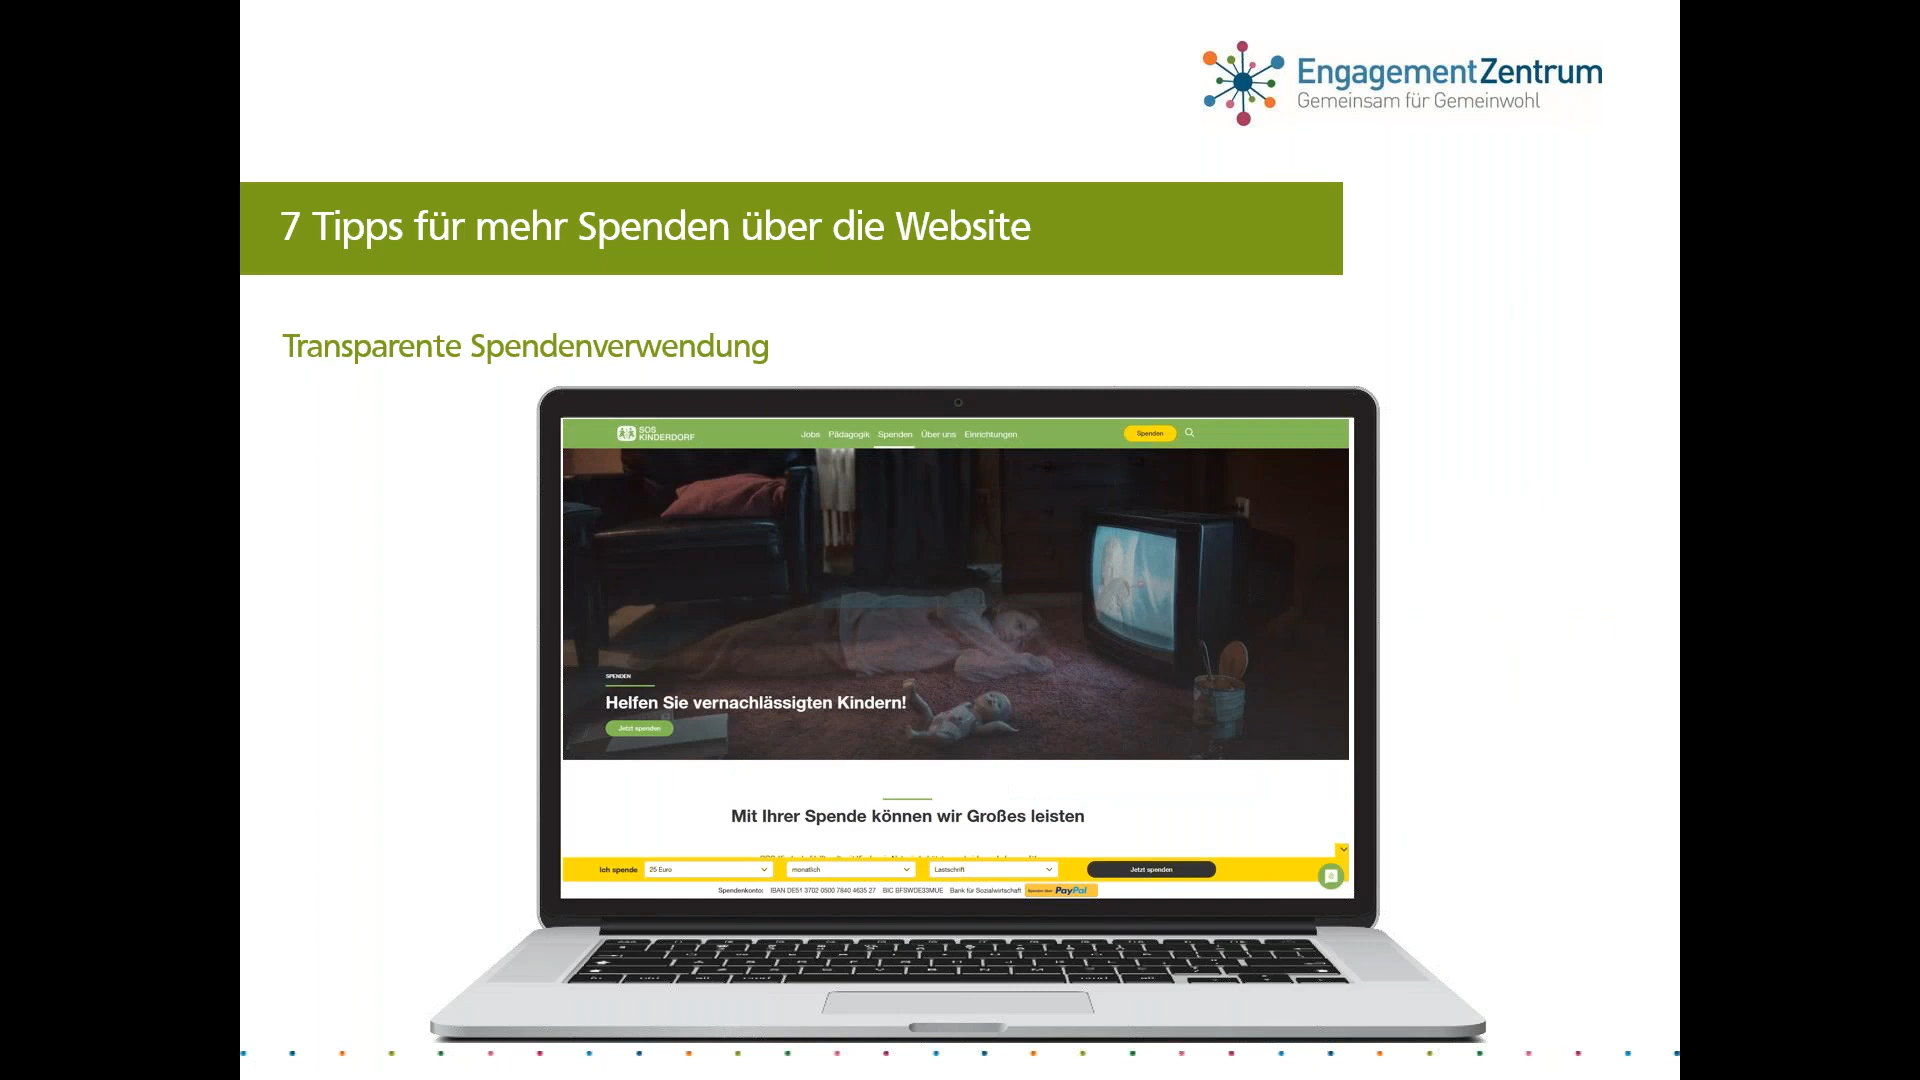 EngagementZentrum
Gemeinsam für Gemeinwohl
7 Tipps für mehr Spenden über die Website
Transparente Spendenverwendung
SOS
KINDERDORF
Jobs Pädagogik Spenden Über uns Einrichtungen
Spenden
SPENDEN
Helfen Sie vernachlässigten Kindern!
Jetzt spenden
Mit Ihrer Spende können wir Großes leisten
Ich spende 25 Euro monatlich Lastschrift Jetzt spenden
Spendenkonto: IBAN DE51 3702 0500 7840 4635 27 BIC BFSWDE33MUE Bank für Sozialwirtschaft Spenden über PayPal